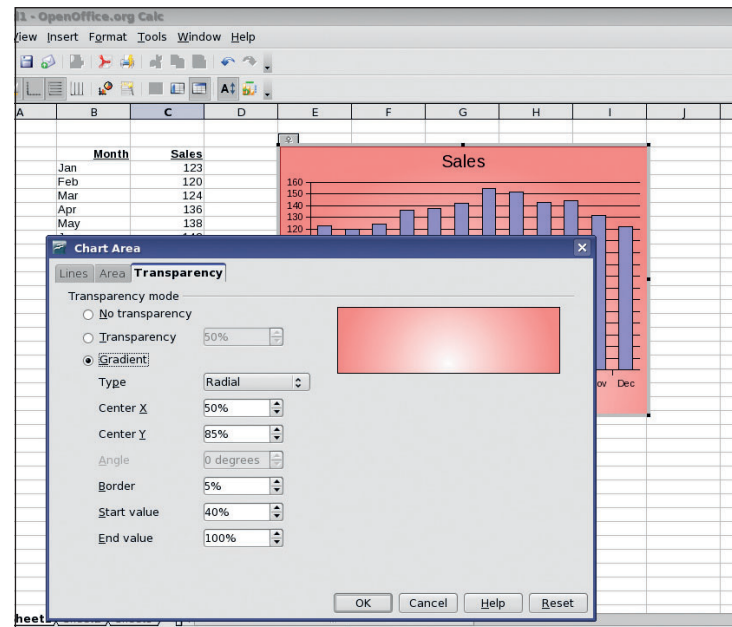 1 - OpenOffice.org Calc
View Insert Format Tools Window Help
A B C D E F G H I J
Month Sales
Jan 123
Feb 120
Mar 124
Apr 136
May 138
Sales
160
150
140
130
120
ov Dec
Chart Area
Lines Area Transparency
Transparency mode
No transparency
Transparency 50%
Gradient
Type Radial
Center X 50%
Center Y 85%
Angle 0 degrees
Border 5%
Start value 40%
End value 100%
OK Cancel Help Reset